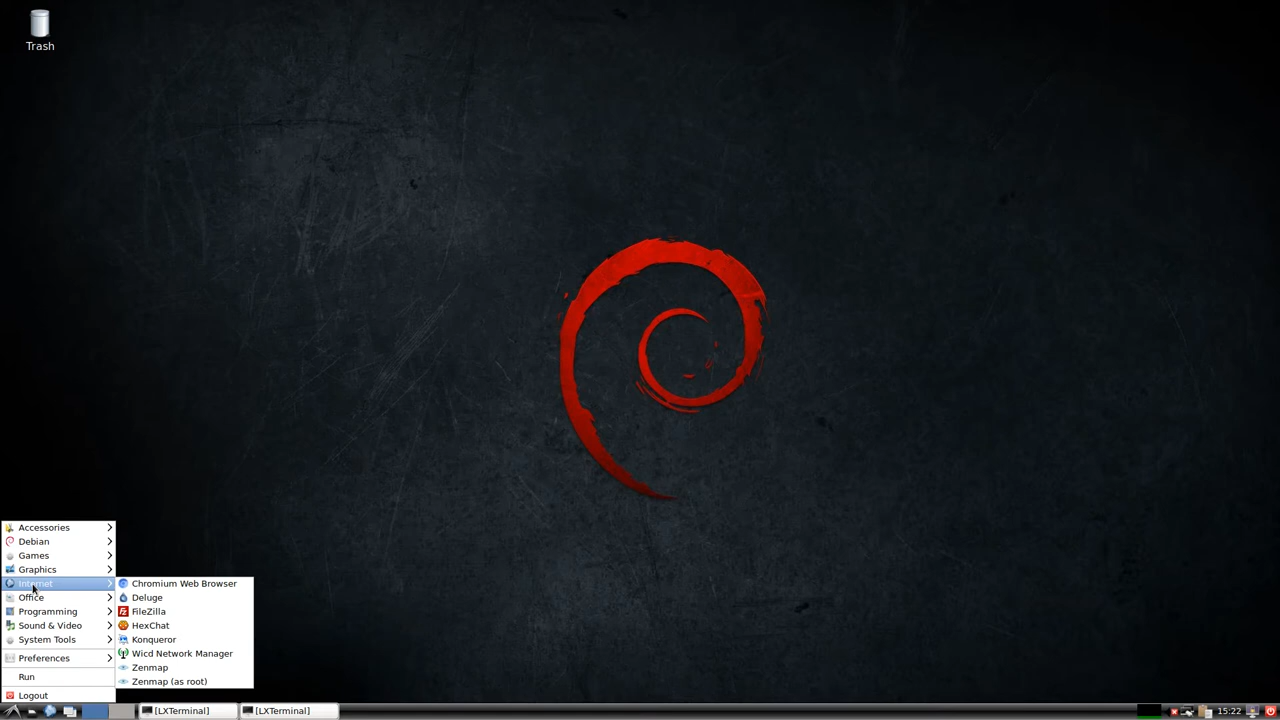 Trash
Accessories
Debian
Games
Graphics
Internet
Office
Programming
Sound & Video
System Tools
Preferences
Run
Logout
Chromium Web Browser
Deluge
FileZilla
HexChat
Konqueror
Wicd Network Manager
Zenmap
Zenmap (as root)
[LXTerminal]
[LXTerminal]
15:22